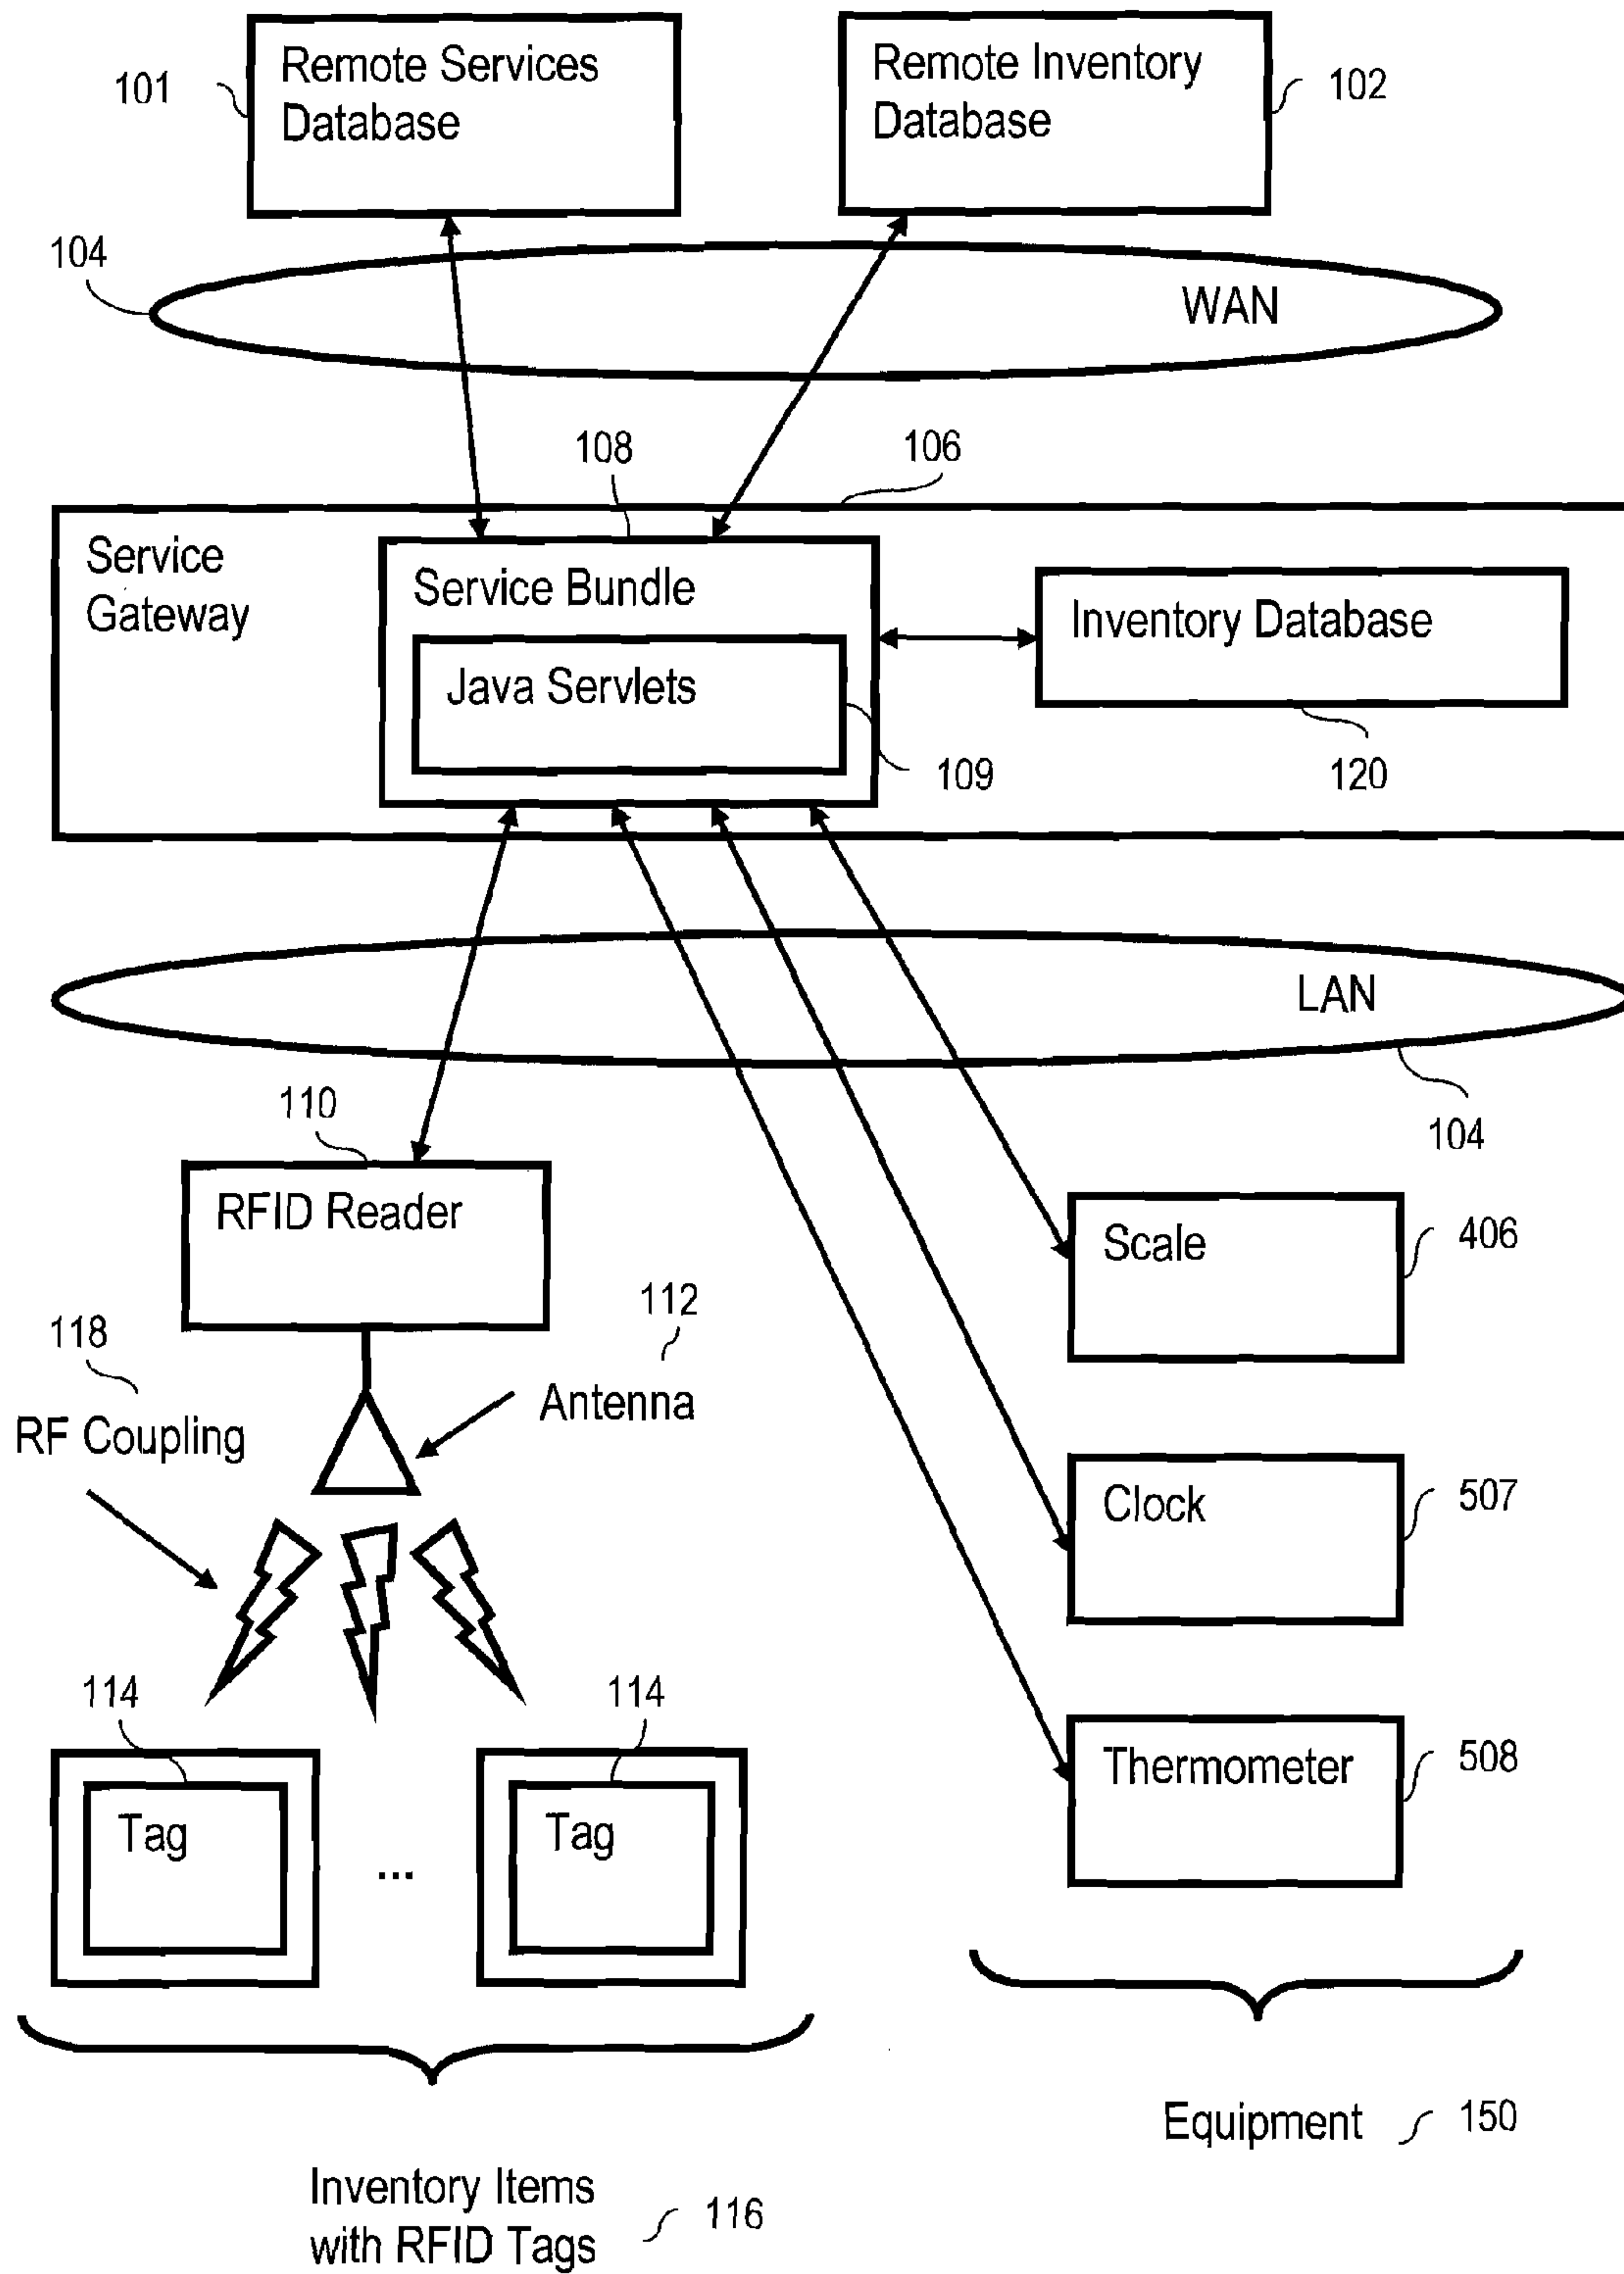 Remote Services
Database
101
Remote Inventory
Database
102
104
WAN
108
106
Service
Gateway
Service Bundle
Java Servlets
109
Inventory Database
120
LAN
104
110
RFID Reader
Scale
406
112
118
Antenna
RF Coupling
Clock
507
114
114
Tag
...
Tag
Thermometer
508
Equipment
150
Inventory Items
with RFID Tags
116